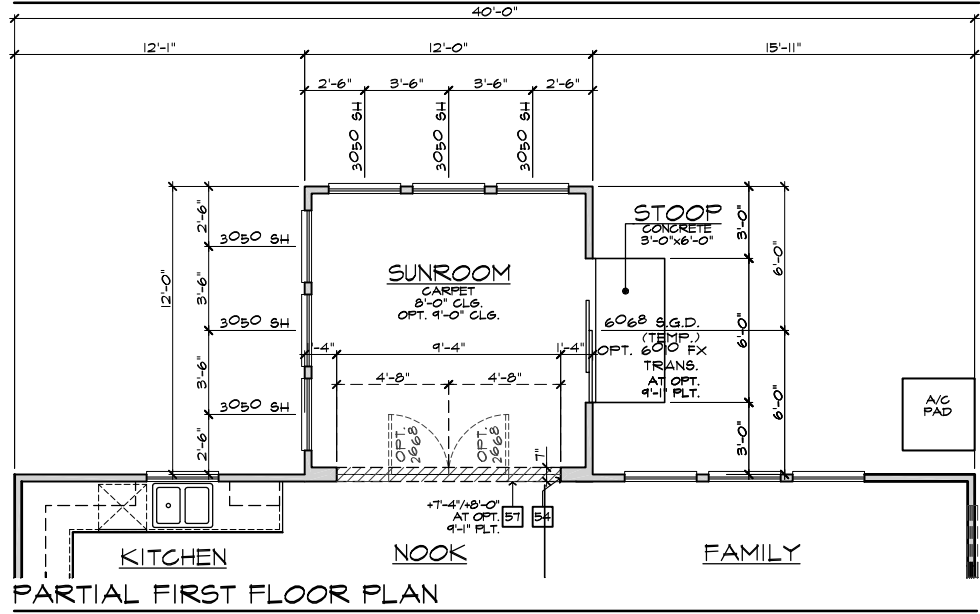 40'-0"
12'-1"
12'-0"
15'-11"
2'-6"
3'-6"
3'-6"
2'-6"
3050 SH
3050 SH
3050 SH
12'-0"
2'-6"
3'-6"
3'-6"
2'-6"
3050 SH
3050 SH
3050 SH
SUNROOM
CARPET
8'-0" CLG.
OPT. 9'-0" CLG.
STOOP
CONCRETE
3'-0"x6'-0"
3'-0"
6'-0"
3'-0"
6'-0"
6'-0"
6068 S.G.D.
(TEMP.)
OPT. 6010 FX
TRANS.
AT OPT.
9'-1" PLT.
1'-4"
9'-4"
1'-4"
4'-8"
4'-8"
OPT.
2668
OPT.
2668
7"
A/C
PAD
+7'-4"/+8'-0"
AT OPT.
9'-1" PLT.
57
54
KITCHEN
NOOK
FAMILY
PARTIAL FIRST FLOOR PLAN